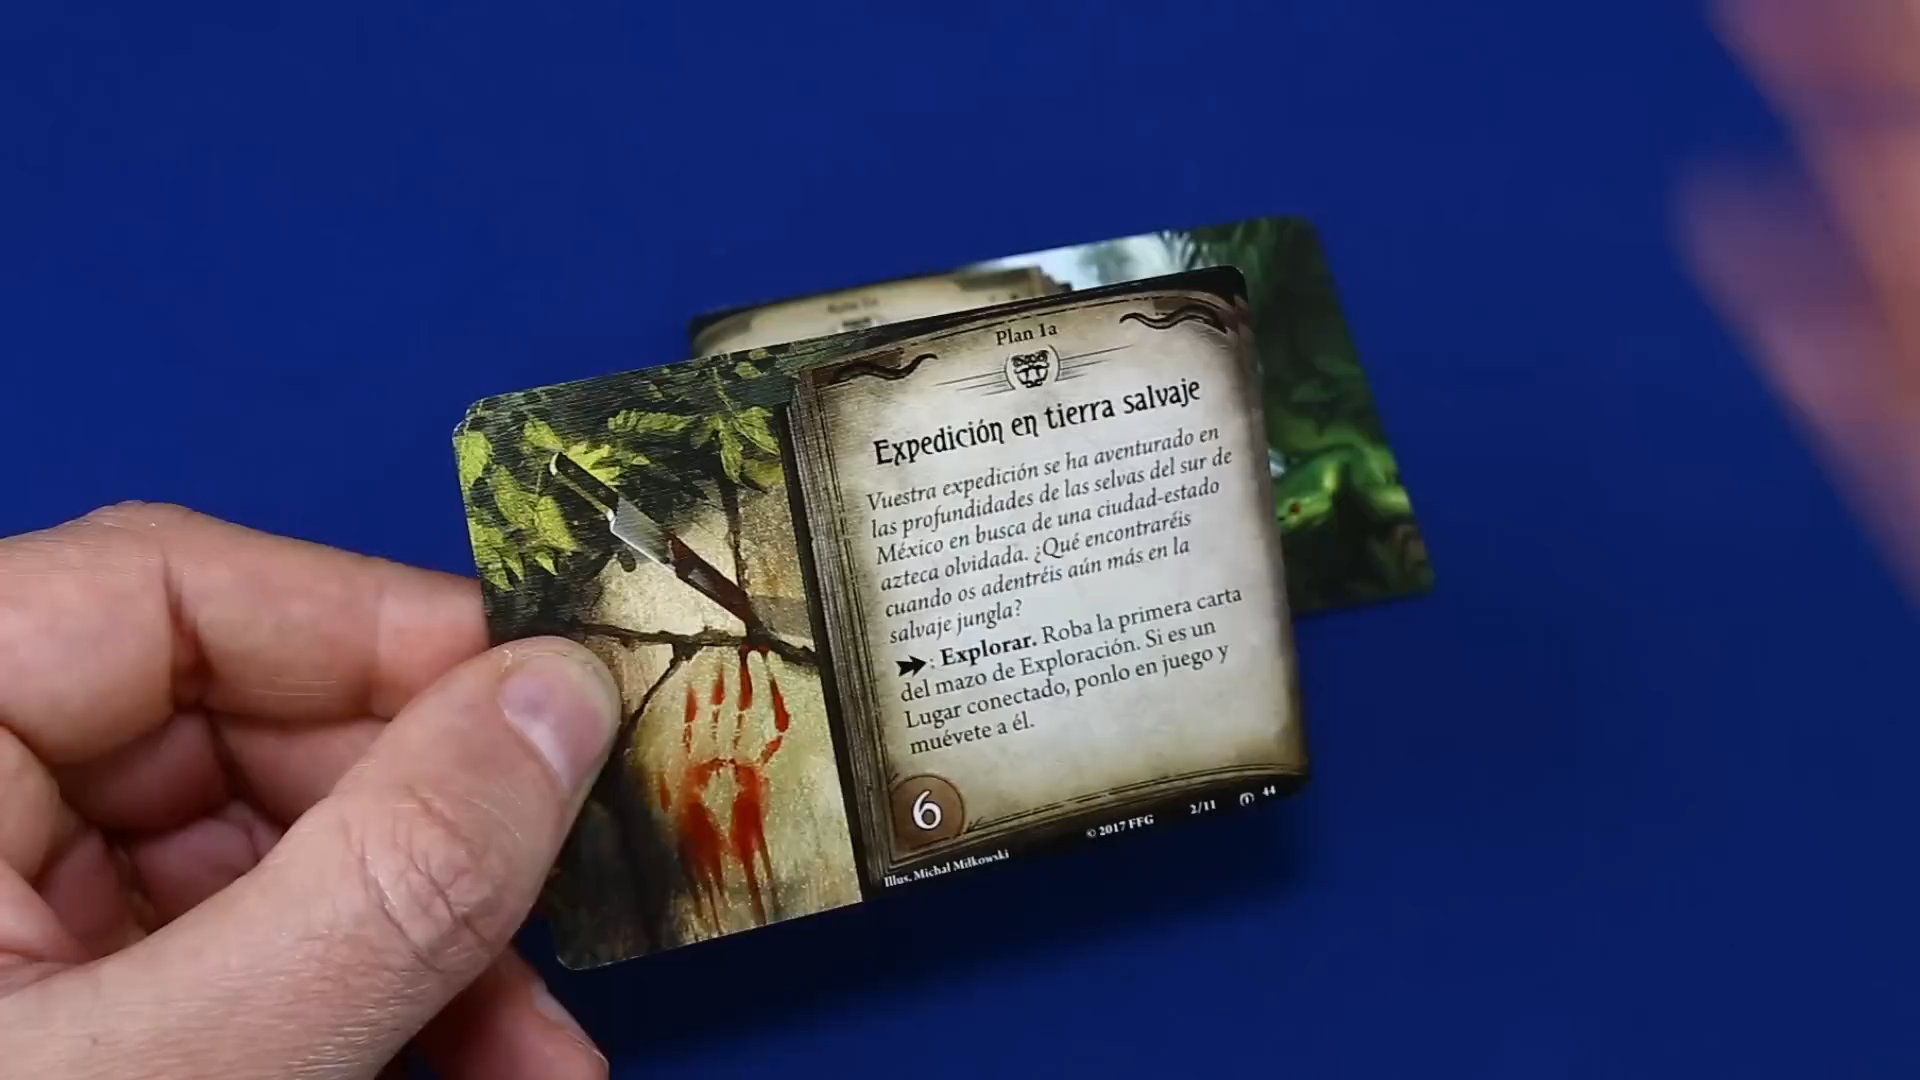 Plan 1a
Expedición en tierra salvaje
Vuestra expedición se ha aventurado en
las profundidades de las selvas del sur de
México en busca de una ciudad-estado
azteca olvidada. ¿Qué encontraréis
cuando os adentréis aún más en la
salvaje jungla?
: Explorar. Roba la primera carta
del mazo de Exploración. Si es un
Lugar conectado, ponlo en juego y
muévete a él.
6
Illus. Michal Milkowski
© 2017 FFG
2/11
44